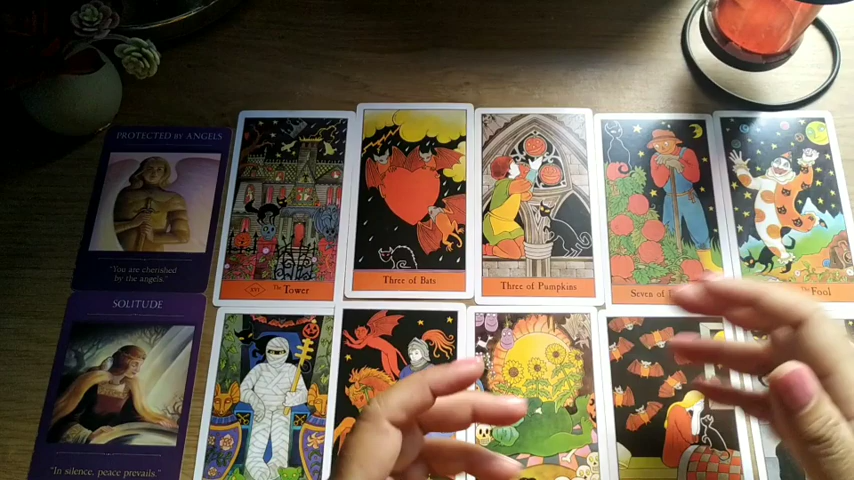 PROTECTED BY ANGELS
"You are cherished
by the angels."
XVI The Tower
Three of Bats
Three of Pumpkins
Seven of
The Fool
SOLITUDE
"In silence, peace prevails."